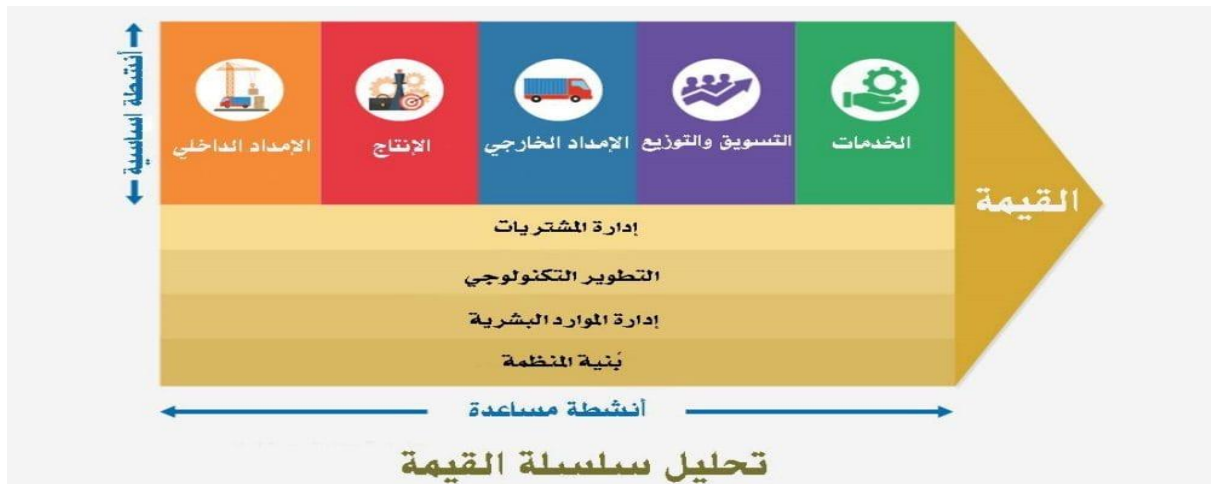 أنشطة اساسية
الإمداد الداخلي
الإنتاج
الإمداد الخارجي
التسويق والتوزيع
الخدمات
القيمة
إدارة المشتريات
التطوير التكنولوجي
إدارة الموارد البشرية
بُنية المنظمة
أنشطة مساعدة
تحليل سلسلة القيمة